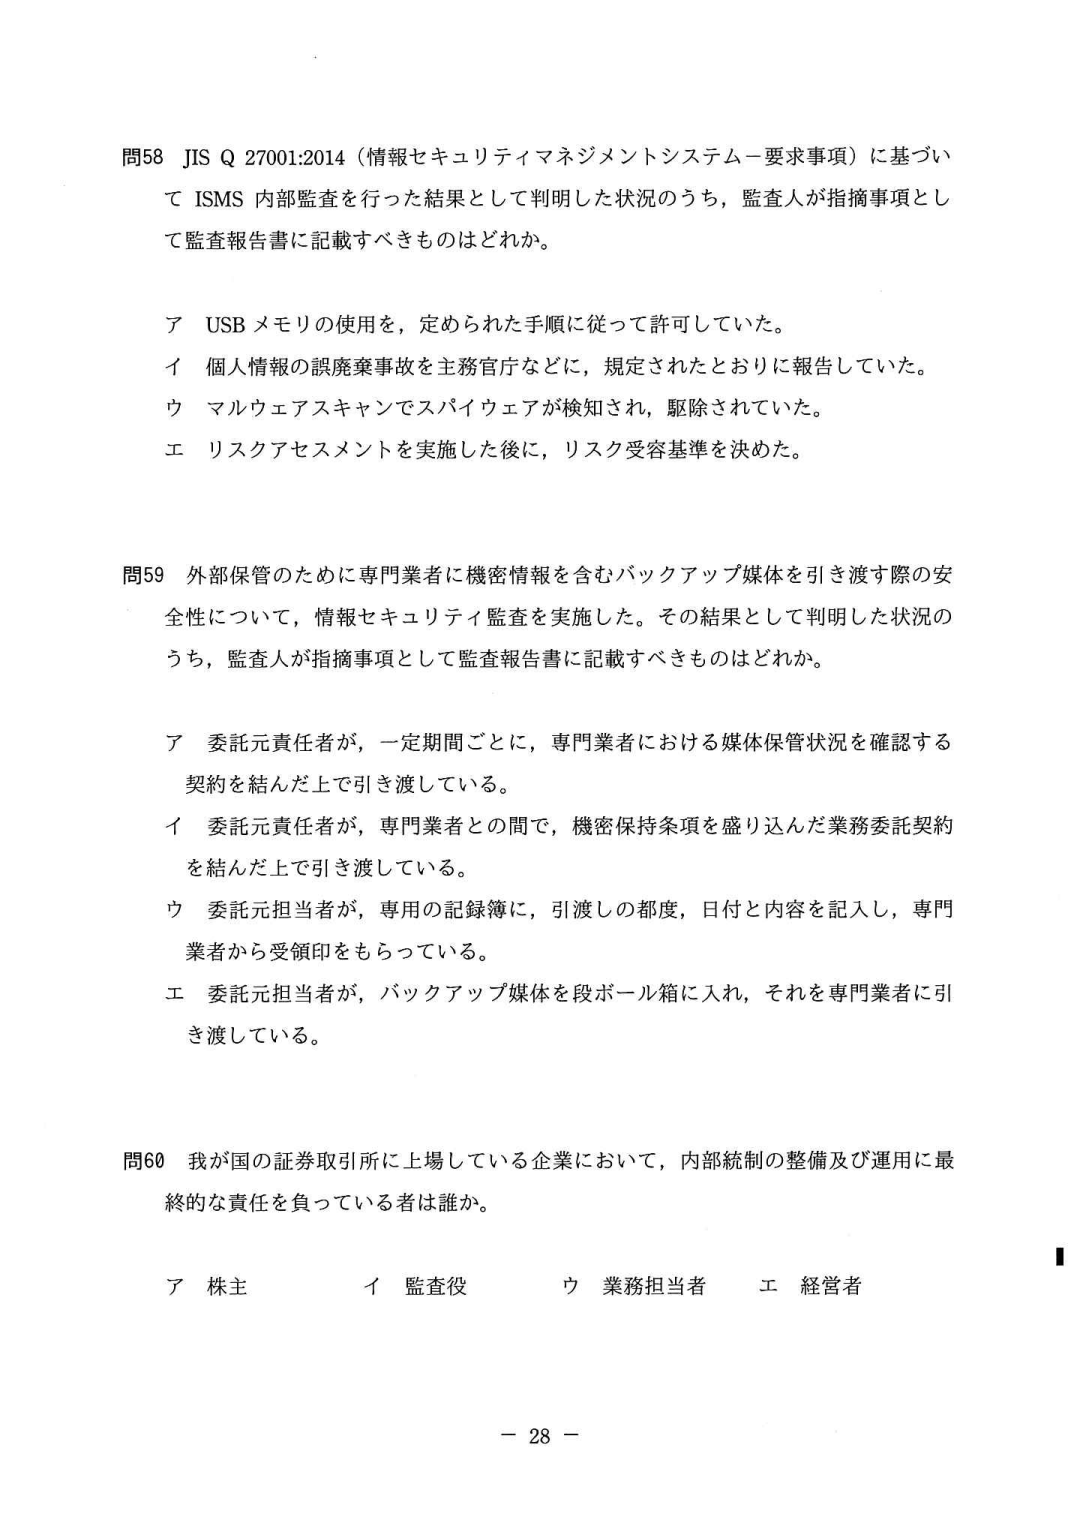 問58 JIS Q 27001:2014（情報セキュリティマネジメントシステム－要求事項）に基づい
て ISMS 内部監査を行った結果として判明した状況のうち，監査人が指摘事項とし
て監査報告書に記載すべきものはどれか。
ア USB メモリの使用を，定められた手順に従って許可していた。
イ 個人情報の誤廃棄事故を主務官庁などに，規定されたとおりに報告していた。
ウ マルウェアスキャンでスパイウェアが検知され，駆除されていた。
エ リスクアセスメントを実施した後に，リスク受容基準を決めた。
問59 外部保管のために専門業者に機密情報を含むバックアップ媒体を引き渡す際の安
全性について，情報セキュリティ監査を実施した。その結果として判明した状況の
うち，監査人が指摘事項として監査報告書に記載すべきものはどれか。
ア 委託元責任者が，一定期間ごとに，専門業者における媒体保管状況を確認する
契約を結んだ上で引き渡している。
イ 委託元責任者が，専門業者との間で，機密保持条項を盛り込んだ業務委託契約
を結んだ上で引き渡している。
ウ 委託元担当者が，専用の記録簿に，引渡しの都度，日付と内容を記入し，専門
業者から受領印をもらっている。
エ 委託元担当者が，バックアップ媒体を段ボール箱に入れ，それを専門業者に引
き渡している。
問60 我が国の証券取引所に上場している企業において，内部統制の整備及び運用に最
終的な責任を負っている者は誰か。
ア 株主 イ 監査役 ウ 業務担当者 エ 経営者
－ 28 －